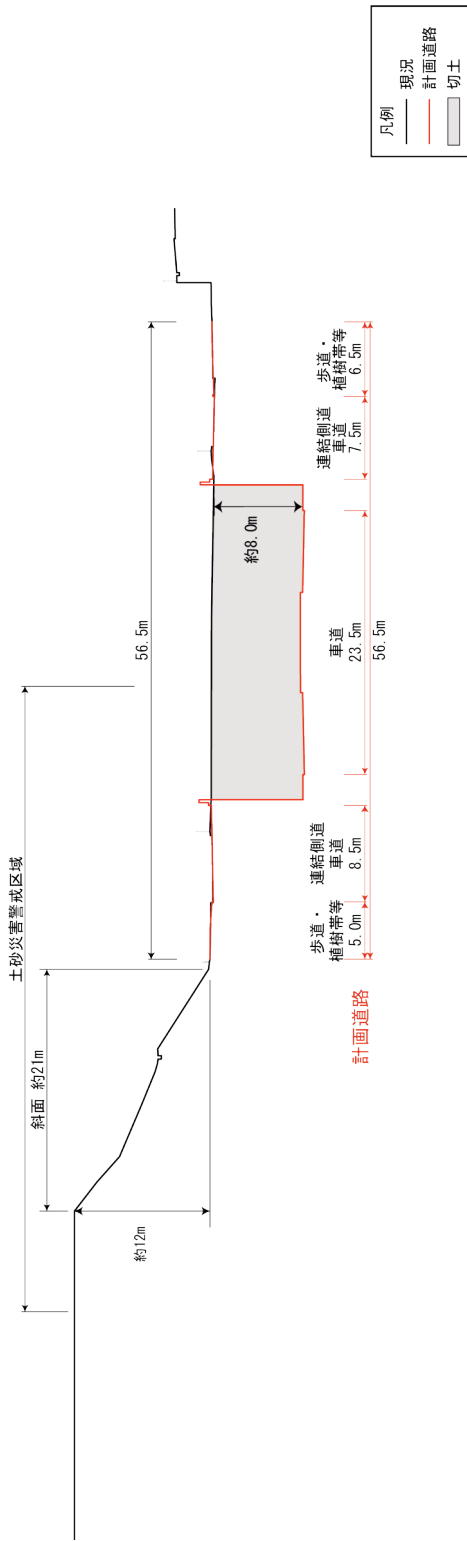 土砂災害警戒区域
斜面 約21m
約12m
56.5m
約8.0m
歩道・
植樹帯等
5.0m
連結側道
車道
8.5m
車道
23.5m
連結側道
車道
7.5m
歩道・
植樹帯等
6.5m
56.5m
計画道路
凡例
現況
計画道路
切土